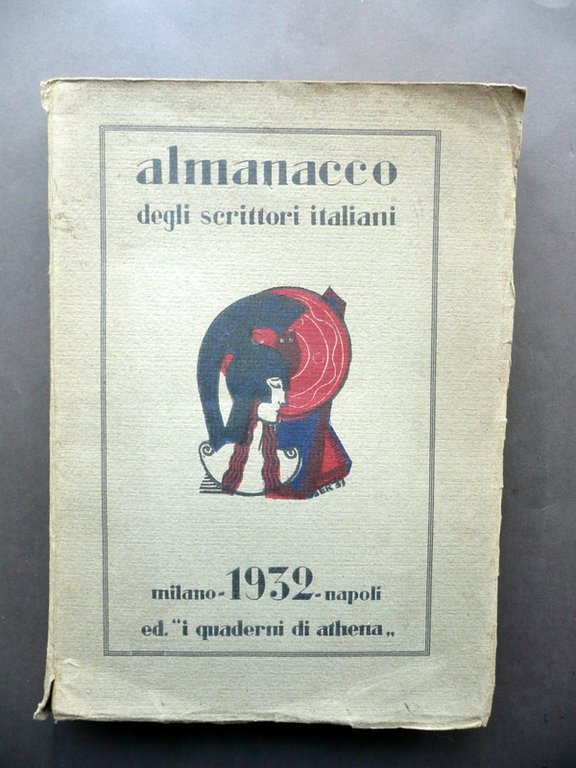 almanacco
degli scrittori italiani
milano - 1932 - napoli
ed. “i quaderni di athena„